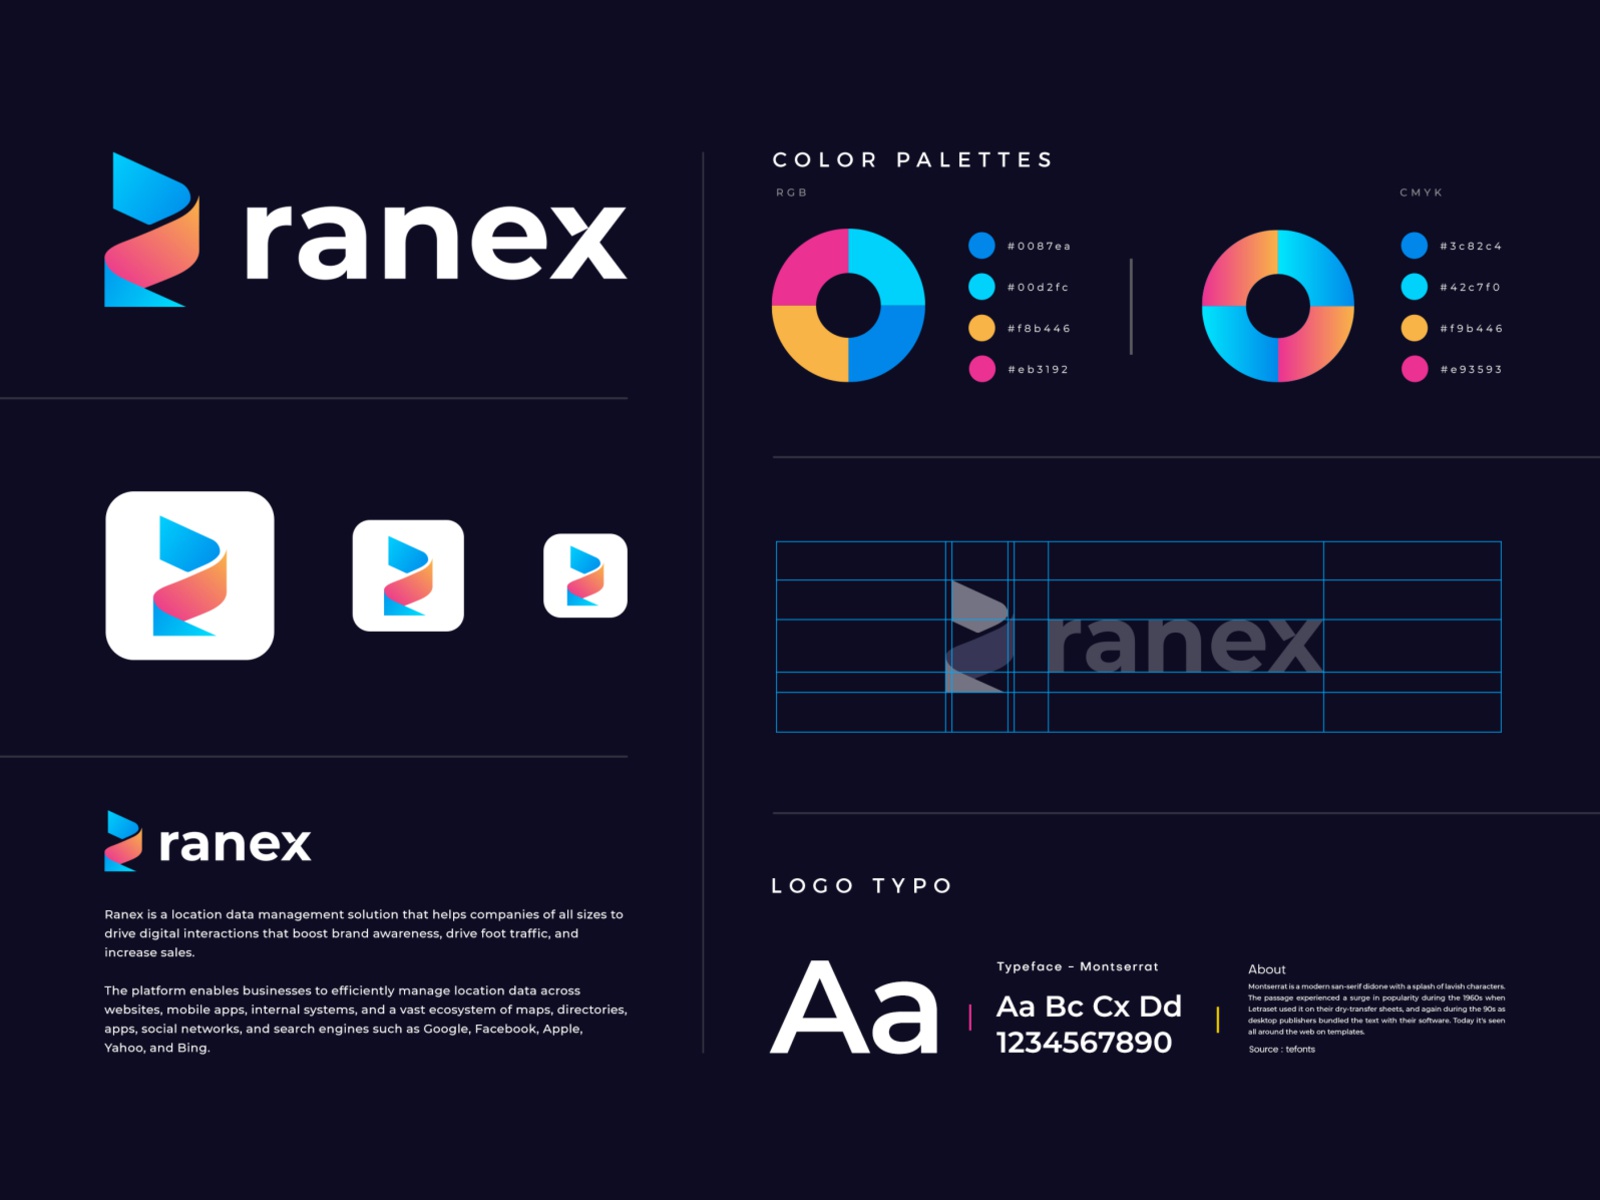 ranex
ranex
Ranex is a location data management solution that helps companies of all sizes to
drive digital interactions that boost brand awareness, drive foot traffic, and
increase sales.
The platform enables businesses to efficiently manage location data across
websites, mobile apps, internal systems, and a vast ecosystem of maps, directories,
apps, social networks, and search engines such as Google, Facebook, Apple,
Yahoo, and Bing.
COLOR PALETTES
RGB
CMYK
#0087ea
#00d2fc
#f8b446
#eb3192
#3c82c4
#42c7f0
#f9b446
#e93593
ranex
LOGO TYPO
Aa
Typeface - Montserrat
Aa Bc Cx Dd
1234567890
About
Montserrat is a modern san-serif didone with a splash of lavish characters.
The passage experienced a surge in popularity during the 1960s when
Letraset used it on their dry-transfer sheets, and again during the 90s as
desktop publishers bundled the text with their software. Today it's seen
all around the web on templates.
Source : tefonts